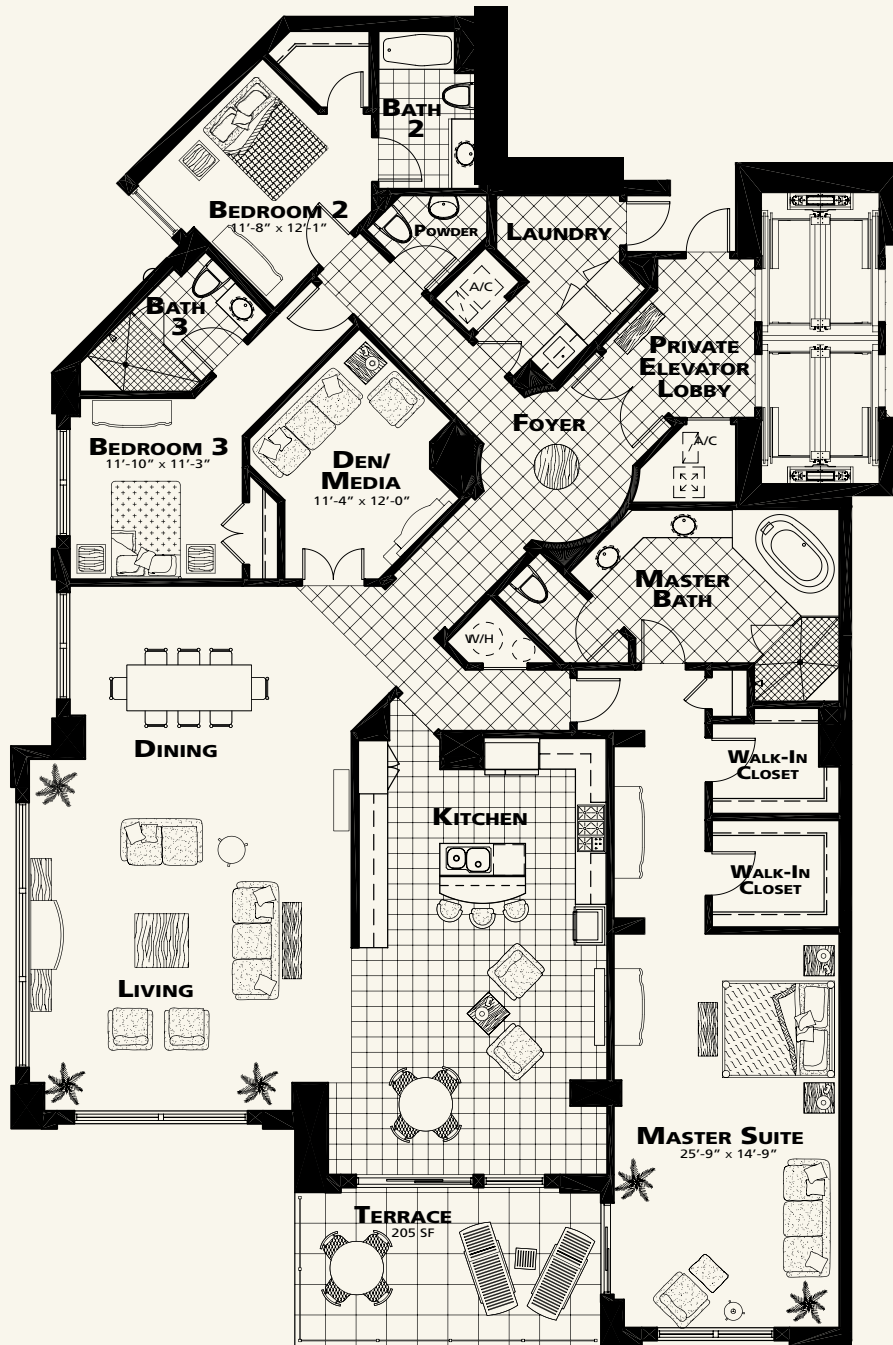 BATH
2
BEDROOM 2
11'-8" x 12'-1"
POWDER
LAUNDRY
A/C
BATH
3
PRIVATE
ELEVATOR
LOBBY
FOYER
A/C
BEDROOM 3
11'-10" x 11'-3"
DEN/
MEDIA
11'-4" x 12'-0"
MASTER
BATH
W/H
DINING
WALK-IN
CLOSET
KITCHEN
WALK-IN
CLOSET
LIVING
MASTER SUITE
25'-9" x 14'-9"
TERRACE
205 SF